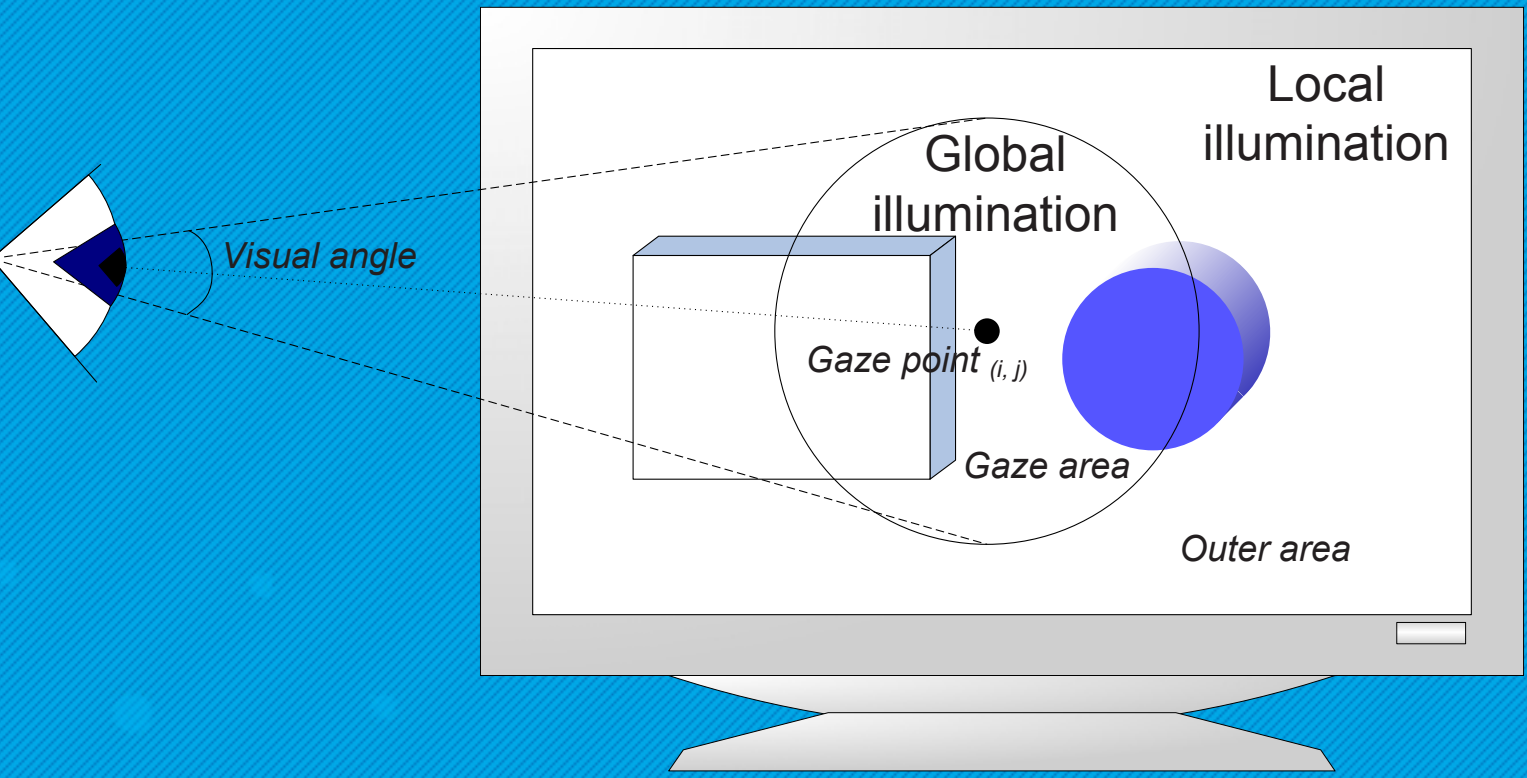 Local
illumination
Global
illumination
Visual angle
Gaze point (i, j)
Gaze area
Outer area